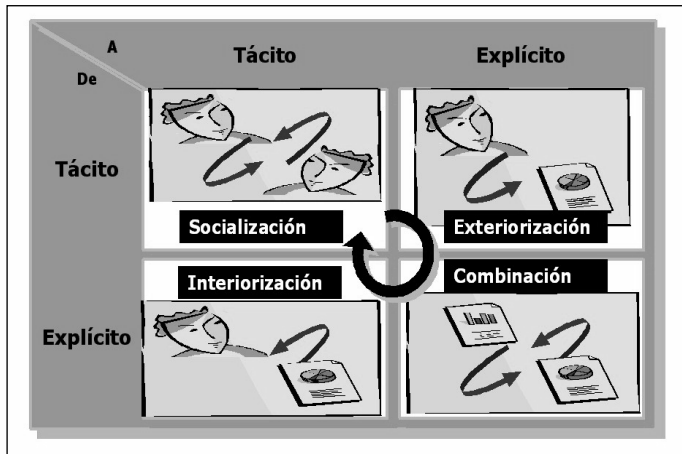 A
De
Tácito
Explícito
Tácito
Socialización
Exteriorización
Explícito
Interiorización
Combinación